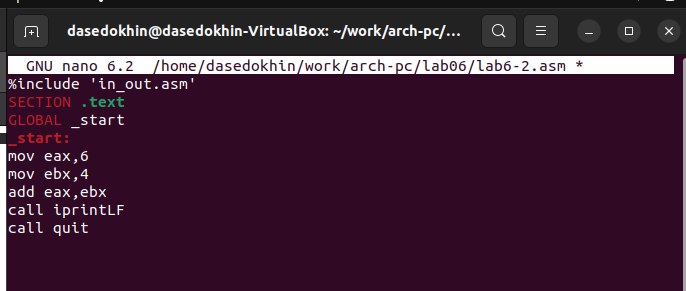 dasedokhin@dasedokhin-VirtualBox: ~/work/arch-pc/...
GNU nano 6.2 /home/dasedokhin/work/arch-pc/lab06/lab6-2.asm *
%include 'in_out.asm'
SECTION .text
GLOBAL _start
_start:
mov eax,6
mov ebx,4
add eax,ebx
call iprintLF
call quit